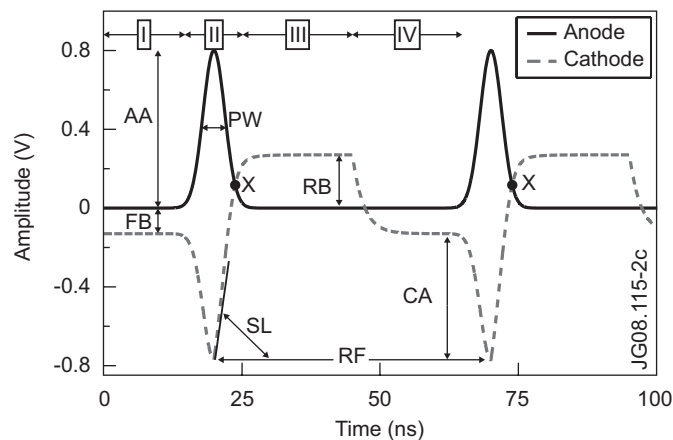 I II III IV
Anode
Cathode
0.8
0.4
0
-0.4
-0.8
Amplitude (V)
AA
PW
X
X
RB
FB
CA
SL
RF
JG08.115-2c
0 25 50 75 100
Time (ns)